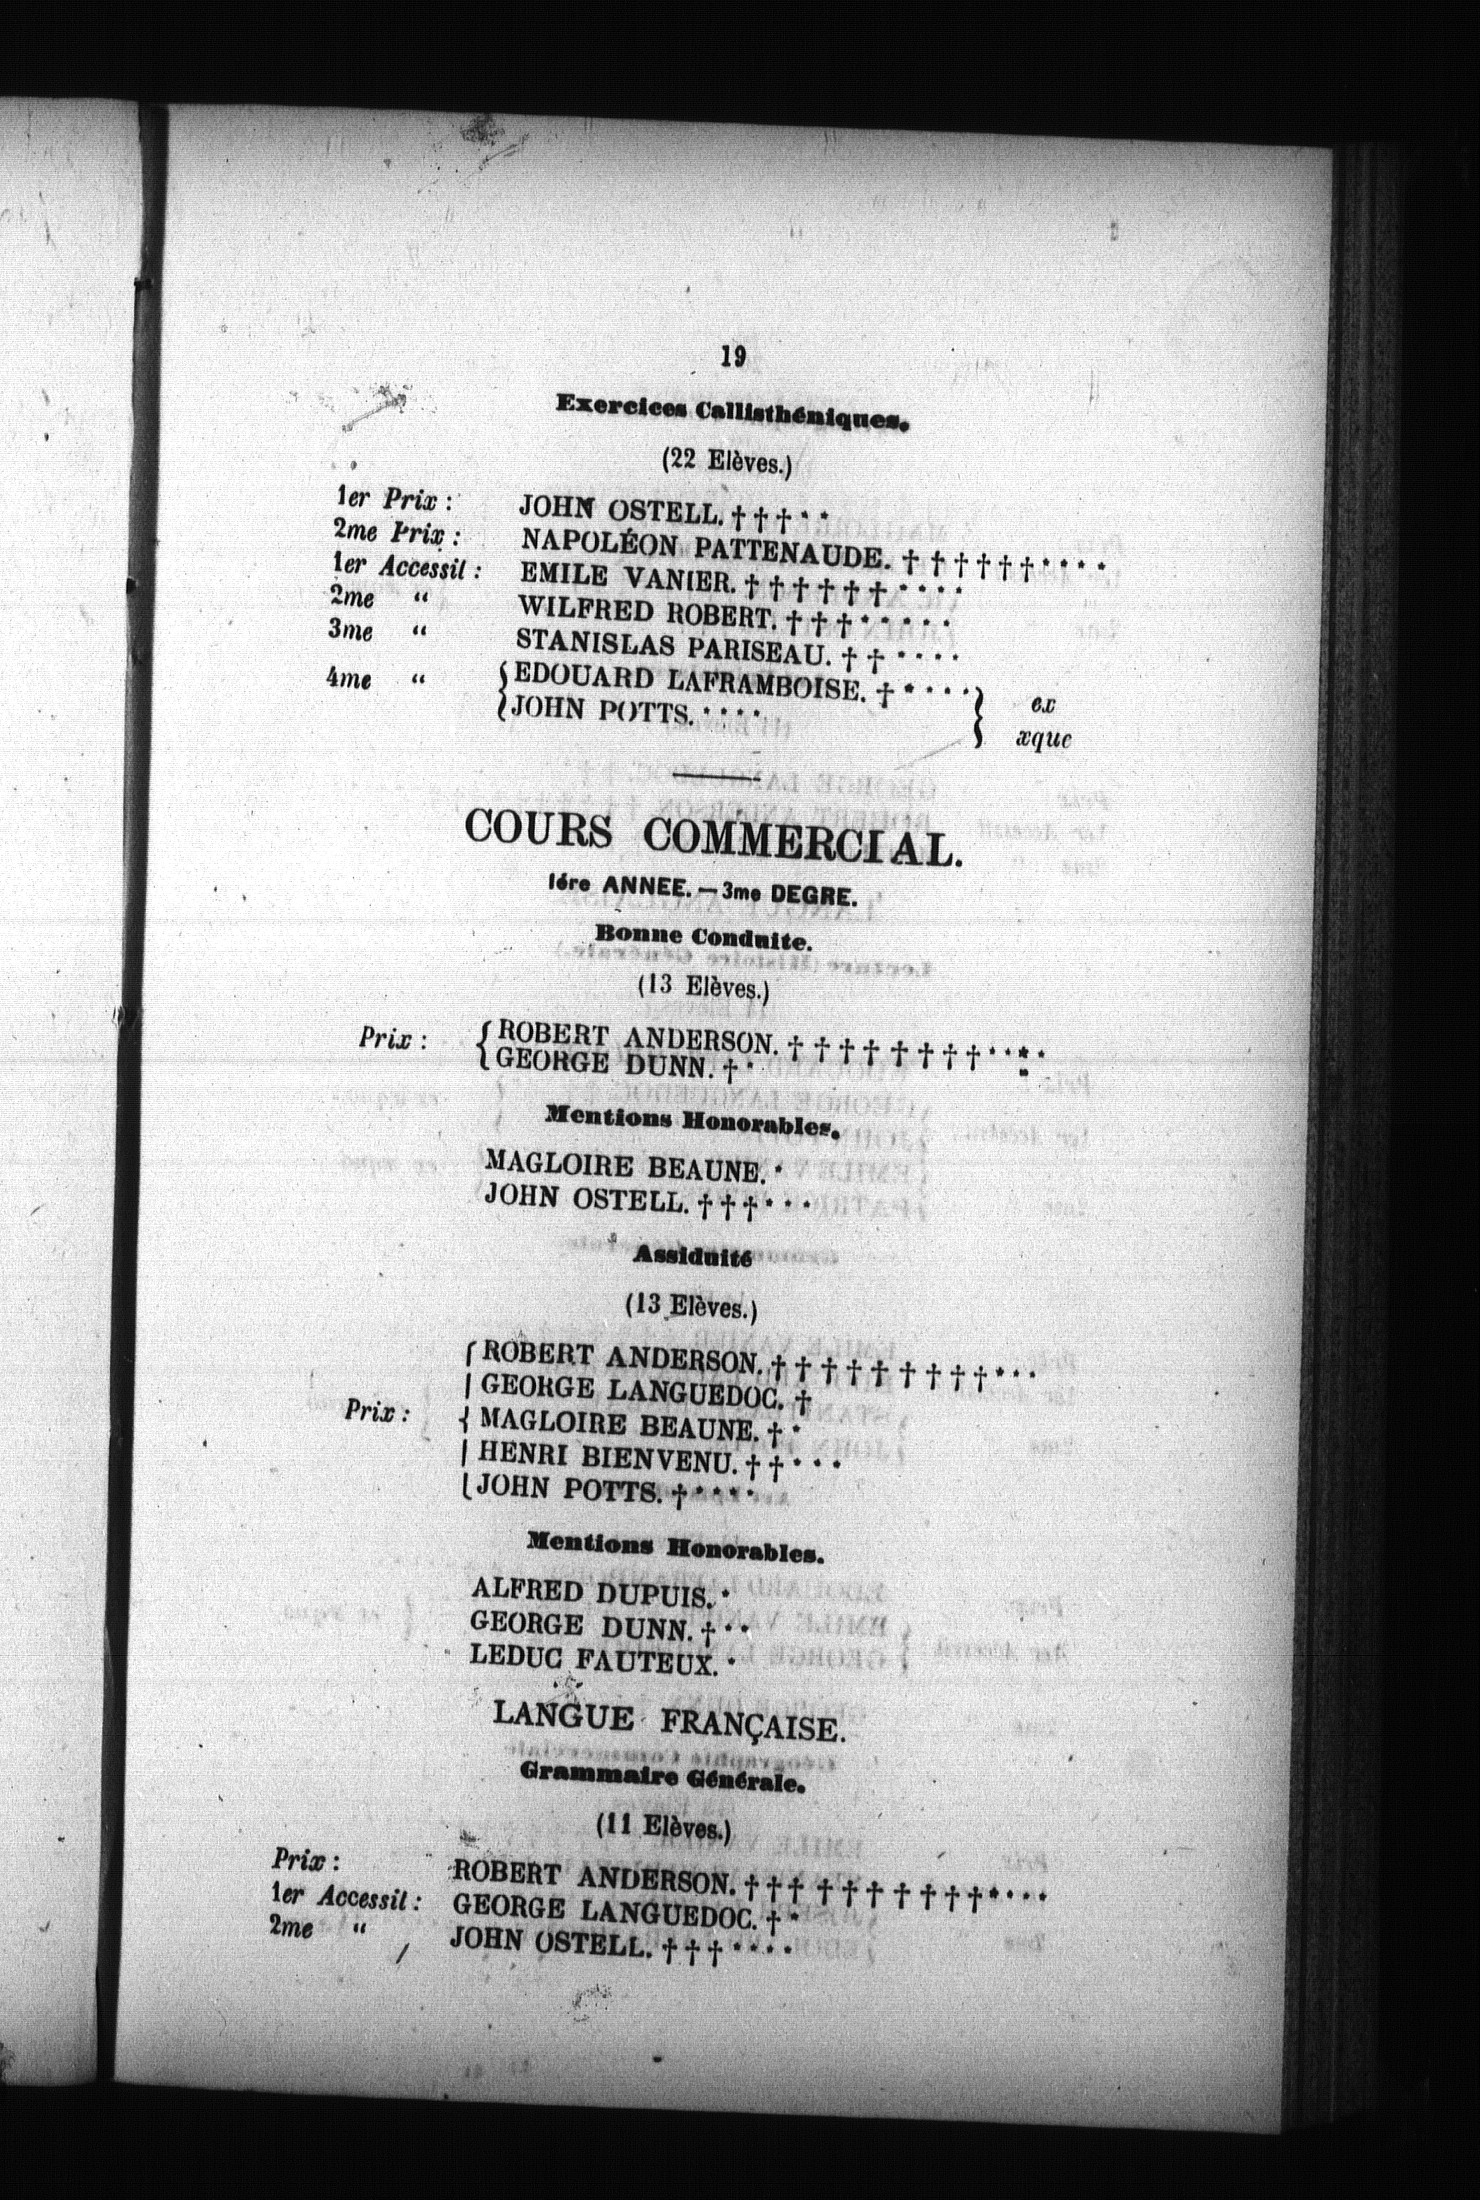 19
Exercices Callisthéniques.
(22 Elèves.)
1er Prix : JOHN OSTELL. † † † * *
2me Prix : NAPOLÉON PATTENAUDE. † † † † † † * * * *
1er Accessil : EMILE VANIER. † † † † † † * * * *
2me “ WILFRED ROBERT. † † † * * * * *
3me “ STANISLAS PARISEAU. † † * * * *
4me “ { EDOUARD LAFRAMBOISE. † * * * * } ex
{ JOHN POTTS. * * * * } æque
COURS COMMERCIAL.
1ére ANNEE. — 3me DEGRE.
Bonne Conduite.
(13 Elèves.)
Prix : { ROBERT ANDERSON. † † † † † † † † * * * *
{ GEORGE DUNN. † * *
Mentions Honorables.
MAGLOIRE BEAUNE. *
JOHN OSTELL. † † † * * *
Assiduité
(13 Elèves.)
{ ROBERT ANDERSON. † † † † † † † † † * * *
| GEORGE LANGUEDOC. †
Prix : { MAGLOIRE BEAUNE. † *
| HENRI BIENVENU. † † * * *
{ JOHN POTTS. † * * * *
Mentions Honorables.
ALFRED DUPUIS. *
GEORGE DUNN. † * *
LEDUC FAUTEUX. *
LANGUE FRANÇAISE.
Grammaire Générale.
(11 Elèves.)
Prix : ROBERT ANDERSON. † † † † † † † † † † * * * *
1er Accessil : GEORGE LANGUEDOC. † *
2me “ JOHN OSTELL. † † † * * * *